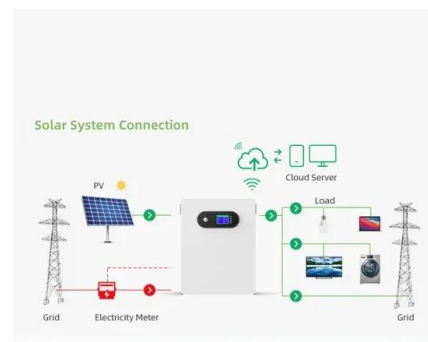 Solar System Connection
PV
Cloud Server
Load
Grid
Electricity Meter
Grid